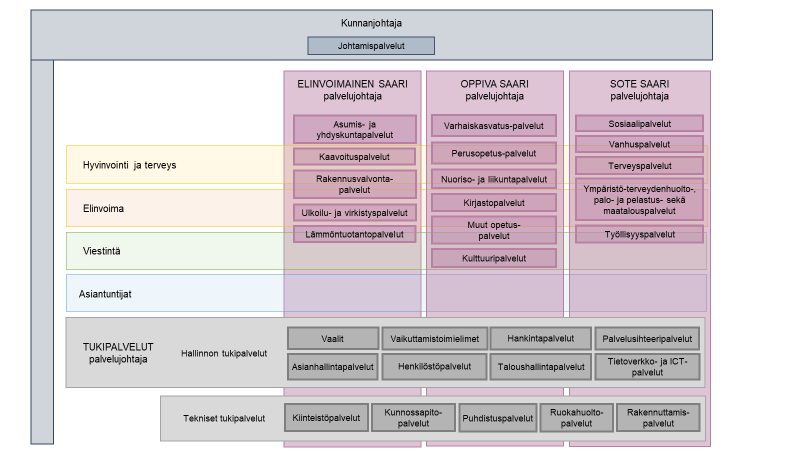 Kunnanjohtaja
Johtamispalvelut
ELINVOIMAINEN SAARI
palvelujohtaja
Asumis- ja
yhdyskuntapalvelut
Kaavoituspalvelut
Rakennusvalvonta-
palvelut
Ulkoilu- ja virkistyspalvelut
Lämmöntuotantopalvelut
OPPIVA SAARI
palvelujohtaja
Varhaiskasvatus-palvelut
Perusopetus-palvelut
Nuoriso- ja liikuntapalvelut
Kirjastopalvelut
Muut opetus-
palvelut
Kulttuuripalvelut
SOTE SAARI
palvelujohtaja
Sosiaalipalvelut
Vanhuspalvelut
Terveyspalvelut
Ympäristö-terveydenhuolto-,
palo- ja pelastus- sekä
maatalouspalvelut
Työllisyyspalvelut
Hyvinvointi ja terveys
Elinvoima
Viestintä
Asiantuntijat
TUKIPALVELUT
palvelujohtaja
Hallinnon tukipalvelut
Vaalit
Vaikuttamistoimielimet
Hankintapalvelut
Palvelusihteeripalvelut
Asianhallintapalvelut
Henkilöstöpalvelut
Taloushallintapalvelut
Tietoverkko- ja ICT-
palvelut
Tekniset tukipalvelut
Kiinteistöpalvelut
Kunnossapito-
palvelut
Puhdistuspalvelut
Ruokahuolto-
palvelut
Rakennuttamis-
palvelut